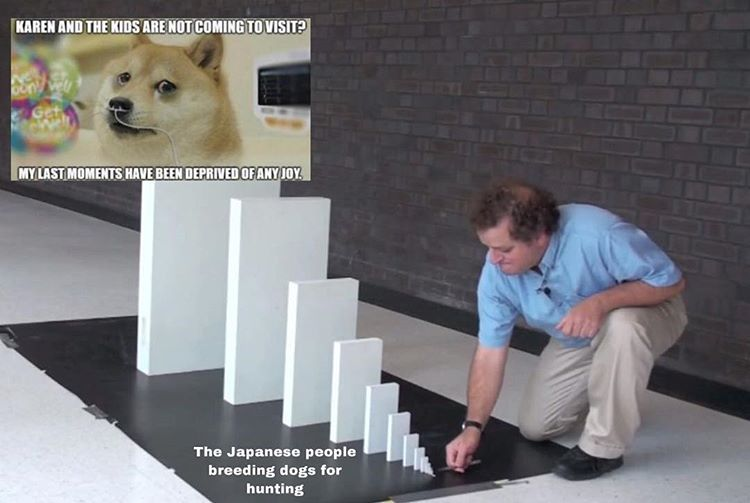 KAREN AND THE KIDS ARE NOT COMING TO VISIT?
Get
MY LAST MOMENTS HAVE BEEN DEPRIVED OF ANY JOY.
The Japanese people
breeding dogs for
hunting